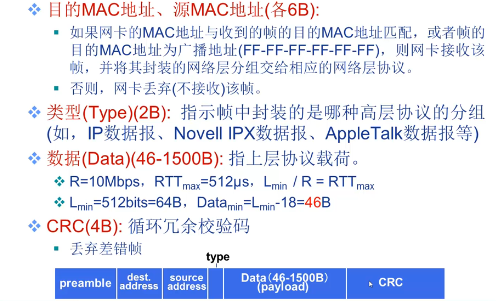 目的MAC地址、源MAC地址(各6B):
如果网卡的MAC地址与收到的帧的目的MAC地址匹配，或者帧的
目的MAC地址为广播地址(FF-FF-FF-FF-FF-FF)，则网卡接收该
帧，并将其封装的网络层分组交给相应的网络层协议。
否则，网卡丢弃(不接收)该帧。
类型(Type)(2B): 指示帧中封装的是哪种高层协议的分组
(如，IP数据报、Novell IPX数据报、AppleTalk数据报等)
数据(Data)(46-1500B): 指上层协议载荷。
R=10Mbps，RTTmax=512μs，Lmin / R = RTTmax
Lmin=512bits=64B，Datamin=Lmin-18=46B
CRC(4B): 循环冗余校验码
丢弃差错帧
type
preamble dest. address source address Data(46-1500B) (payload) CRC